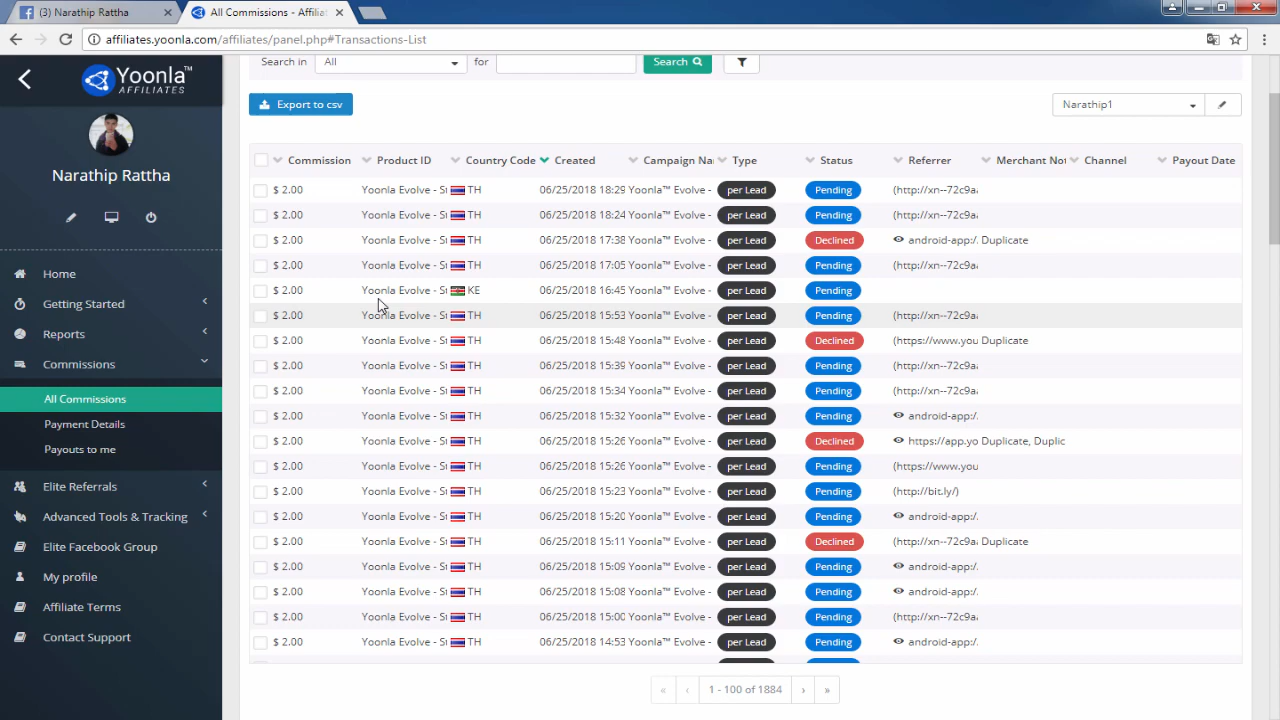 (3) Narathip Rattha
All Commissions - Affilia
affiliates.yoonla.com/affiliates/panel.php#Transactions-List
Yoonla™
AFFILIATES
Narathip Rattha
Home
Getting Started
Reports
Commissions
All Commissions
Payment Details
Payouts to me
Elite Referrals
Advanced Tools & Tracking
Elite Facebook Group
My profile
Affiliate Terms
Contact Support
Search in All for Search
Export to csv
Narathip1
Commission Product ID Country Code Created Campaign Na Type Status Referrer Merchant Not Channel Payout Date
$ 2.00 Yoonla Evolve - S TH 06/25/2018 18:29 Yoonla™ Evolve - per Lead Pending (http://xn--72c9a
$ 2.00 Yoonla Evolve - S TH 06/25/2018 18:24 Yoonla™ Evolve - per Lead Pending (http://xn--72c9a
$ 2.00 Yoonla Evolve - S TH 06/25/2018 17:38 Yoonla™ Evolve - per Lead Declined android-app:/ Duplicate
$ 2.00 Yoonla Evolve - S TH 06/25/2018 17:05 Yoonla™ Evolve - per Lead Pending (http://xn--72c9a
$ 2.00 Yoonla Evolve - S KE 06/25/2018 16:45 Yoonla™ Evolve - per Lead Pending
$ 2.00 Yoonla Evolve - S TH 06/25/2018 15:53 Yoonla™ Evolve - per Lead Pending (http://xn--72c9a
$ 2.00 Yoonla Evolve - S TH 06/25/2018 15:48 Yoonla™ Evolve - per Lead Declined (https://www.you Duplicate
$ 2.00 Yoonla Evolve - S TH 06/25/2018 15:39 Yoonla™ Evolve - per Lead Pending (http://xn--72c9a
$ 2.00 Yoonla Evolve - S TH 06/25/2018 15:34 Yoonla™ Evolve - per Lead Pending (http://xn--72c9a
$ 2.00 Yoonla Evolve - S TH 06/25/2018 15:32 Yoonla™ Evolve - per Lead Pending android-app:/
$ 2.00 Yoonla Evolve - S TH 06/25/2018 15:26 Yoonla™ Evolve - per Lead Declined https://app.yo Duplicate, Duplic
$ 2.00 Yoonla Evolve - S TH 06/25/2018 15:26 Yoonla™ Evolve - per Lead Pending (https://www.you
$ 2.00 Yoonla Evolve - S TH 06/25/2018 15:23 Yoonla™ Evolve - per Lead Pending (http://bit.ly/)
$ 2.00 Yoonla Evolve - S TH 06/25/2018 15:20 Yoonla™ Evolve - per Lead Pending android-app:/
$ 2.00 Yoonla Evolve - S TH 06/25/2018 15:11 Yoonla™ Evolve - per Lead Declined (http://xn--72c9a Duplicate
$ 2.00 Yoonla Evolve - S TH 06/25/2018 15:09 Yoonla™ Evolve - per Lead Pending android-app:/
$ 2.00 Yoonla Evolve - S TH 06/25/2018 15:08 Yoonla™ Evolve - per Lead Pending android-app:/
$ 2.00 Yoonla Evolve - S TH 06/25/2018 15:00 Yoonla™ Evolve - per Lead Pending (http://xn--72c9a
$ 2.00 Yoonla Evolve - S TH 06/25/2018 14:53 Yoonla™ Evolve - per Lead Pending android-app:/
« ‹ 1 - 100 of 1884 › »